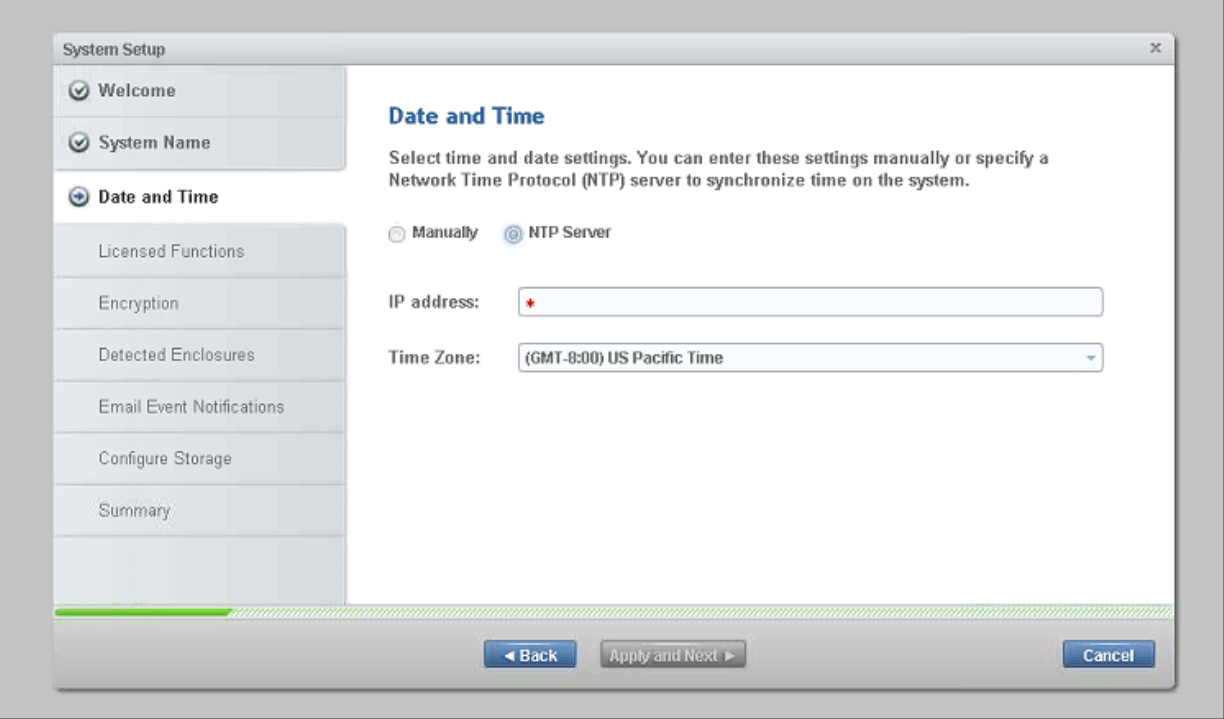 System Setup
x
Welcome
System Name
Date and Time
Licensed Functions
Encryption
Detected Enclosures
Email Event Notifications
Configure Storage
Summary
Date and Time
Select time and date settings. You can enter these settings manually or specify a
Network Time Protocol (NTP) server to synchronize time on the system.
Manually NTP Server
IP address: *
Time Zone: (GMT-8:00) US Pacific Time
Back Apply and Next Cancel